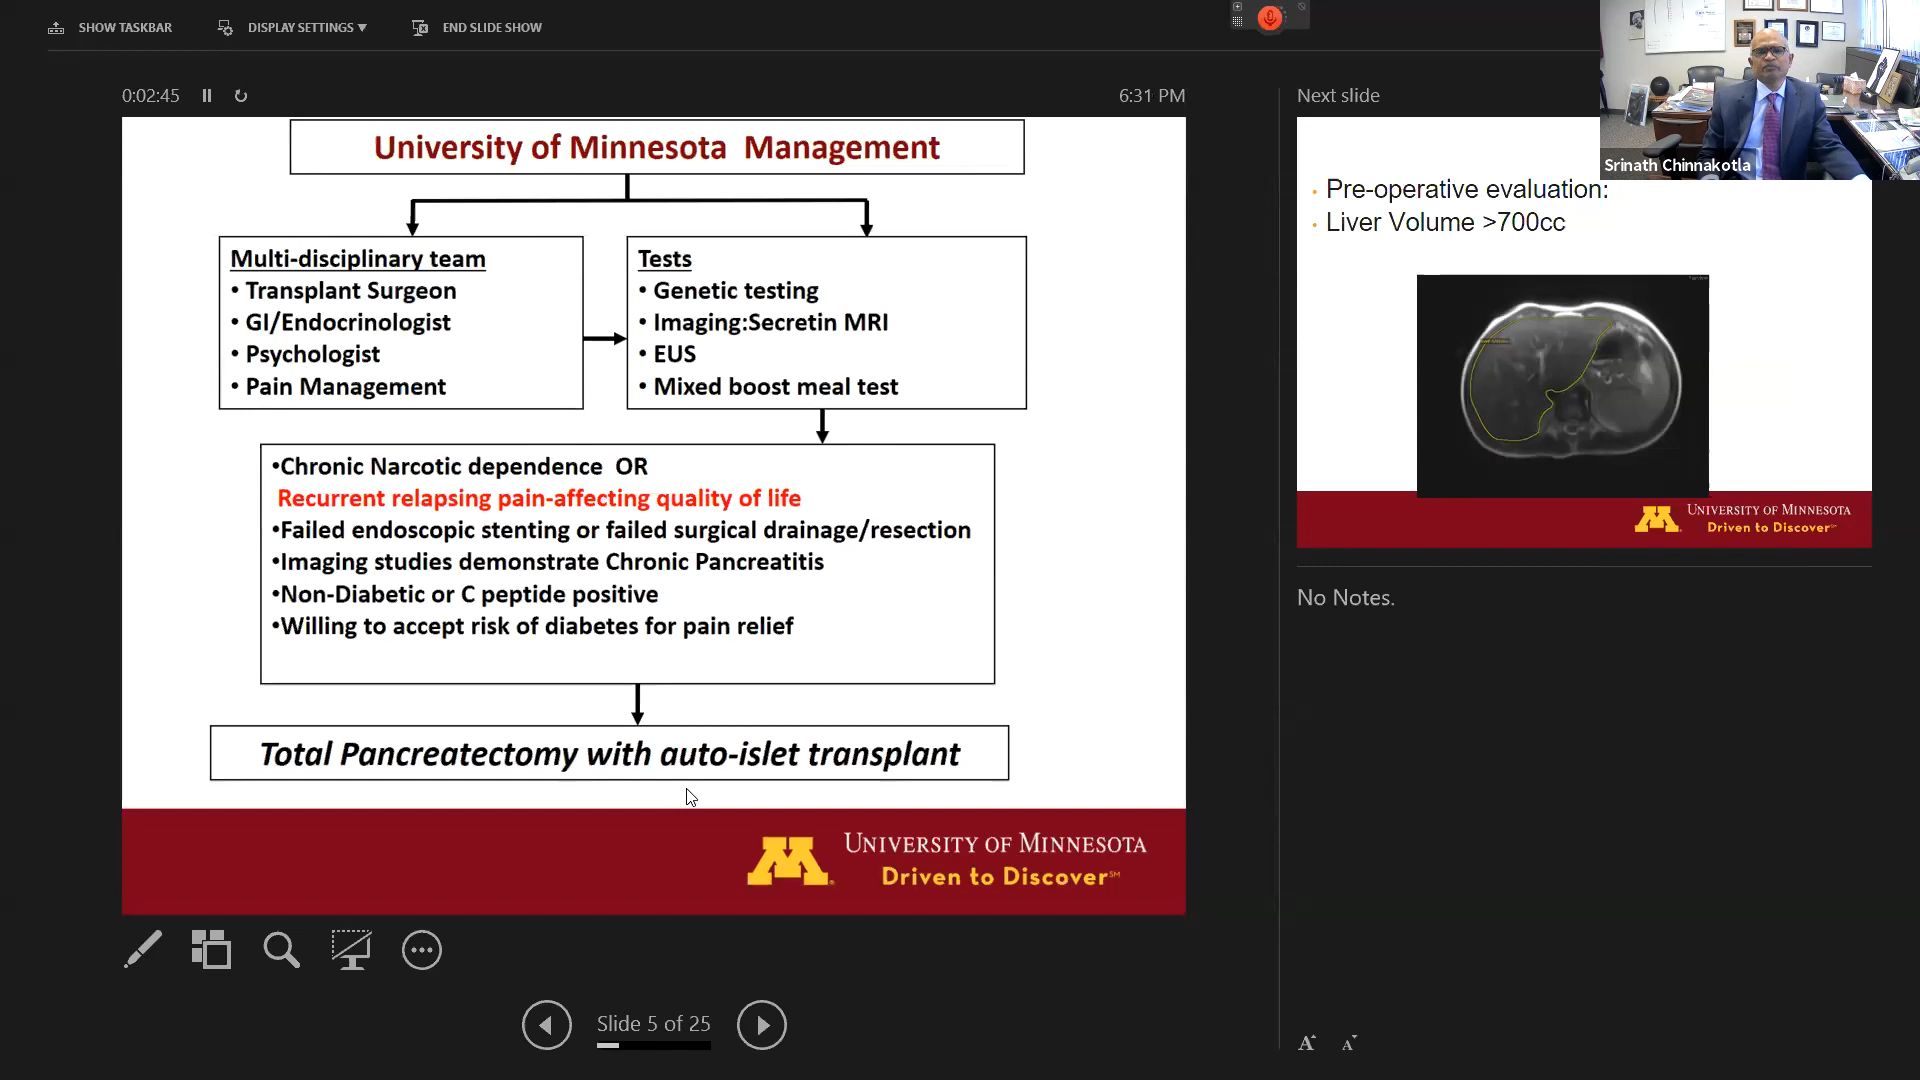 SHOW TASKBAR
DISPLAY SETTINGS
END SLIDE SHOW
0:02:45
6:31 PM
University of Minnesota Management
Multi-disciplinary team
• Transplant Surgeon
• GI/Endocrinologist
• Psychologist
• Pain Management
Tests
• Genetic testing
• Imaging:Secretin MRI
• EUS
• Mixed boost meal test
•Chronic Narcotic dependence OR
Recurrent relapsing pain-affecting quality of life
•Failed endoscopic stenting or failed surgical drainage/resection
•Imaging studies demonstrate Chronic Pancreatitis
•Non-Diabetic or C peptide positive
•Willing to accept risk of diabetes for pain relief
Total Pancreatectomy with auto-islet transplant
M
UNIVERSITY OF MINNESOTA
Driven to Discover℠
Slide 5 of 25
Next slide
Srinath Chinnakotla
• Pre-operative evaluation:
• Liver Volume >700cc
M
UNIVERSITY OF MINNESOTA
Driven to Discover℠
No Notes.
A A